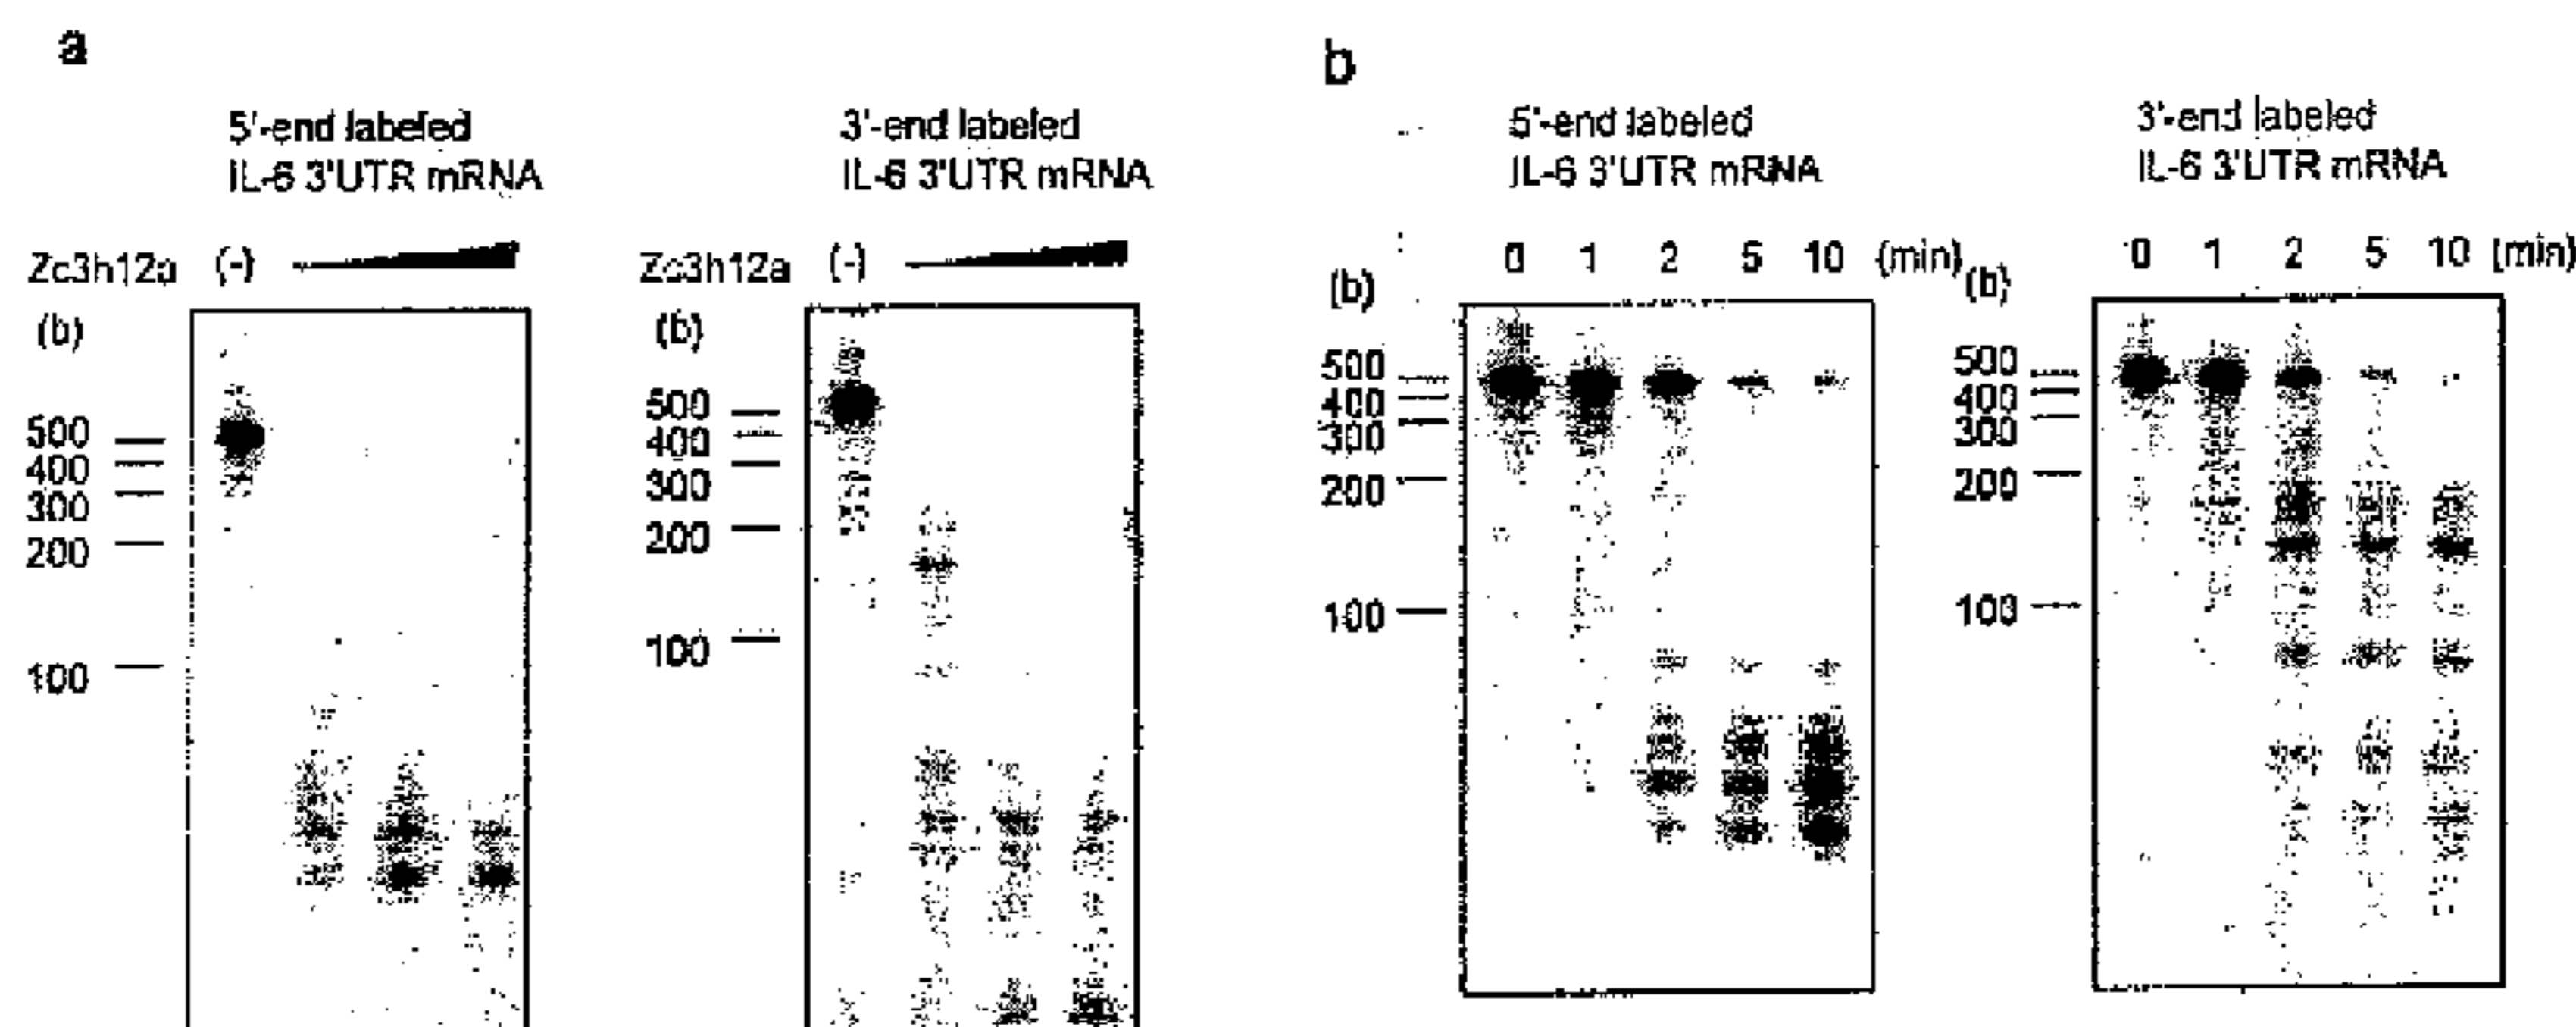 a
5'-end labeled
IL-6 3'UTR mRNA
Zc3h12a (-)
(b)
500
400
300
200
100
3'-end labeled
IL-6 3'UTR mRNA
Zc3h12a (-)
(b)
500
400
300
200
100
b
5'-end labeled
IL-6 3'UTR mRNA
0 1 2 5 10 (min)
(b)
500
400
300
200
100
3'-end labeled
IL-6 3'UTR mRNA
0 1 2 5 10 (min)
(b)
500
400
300
200
100